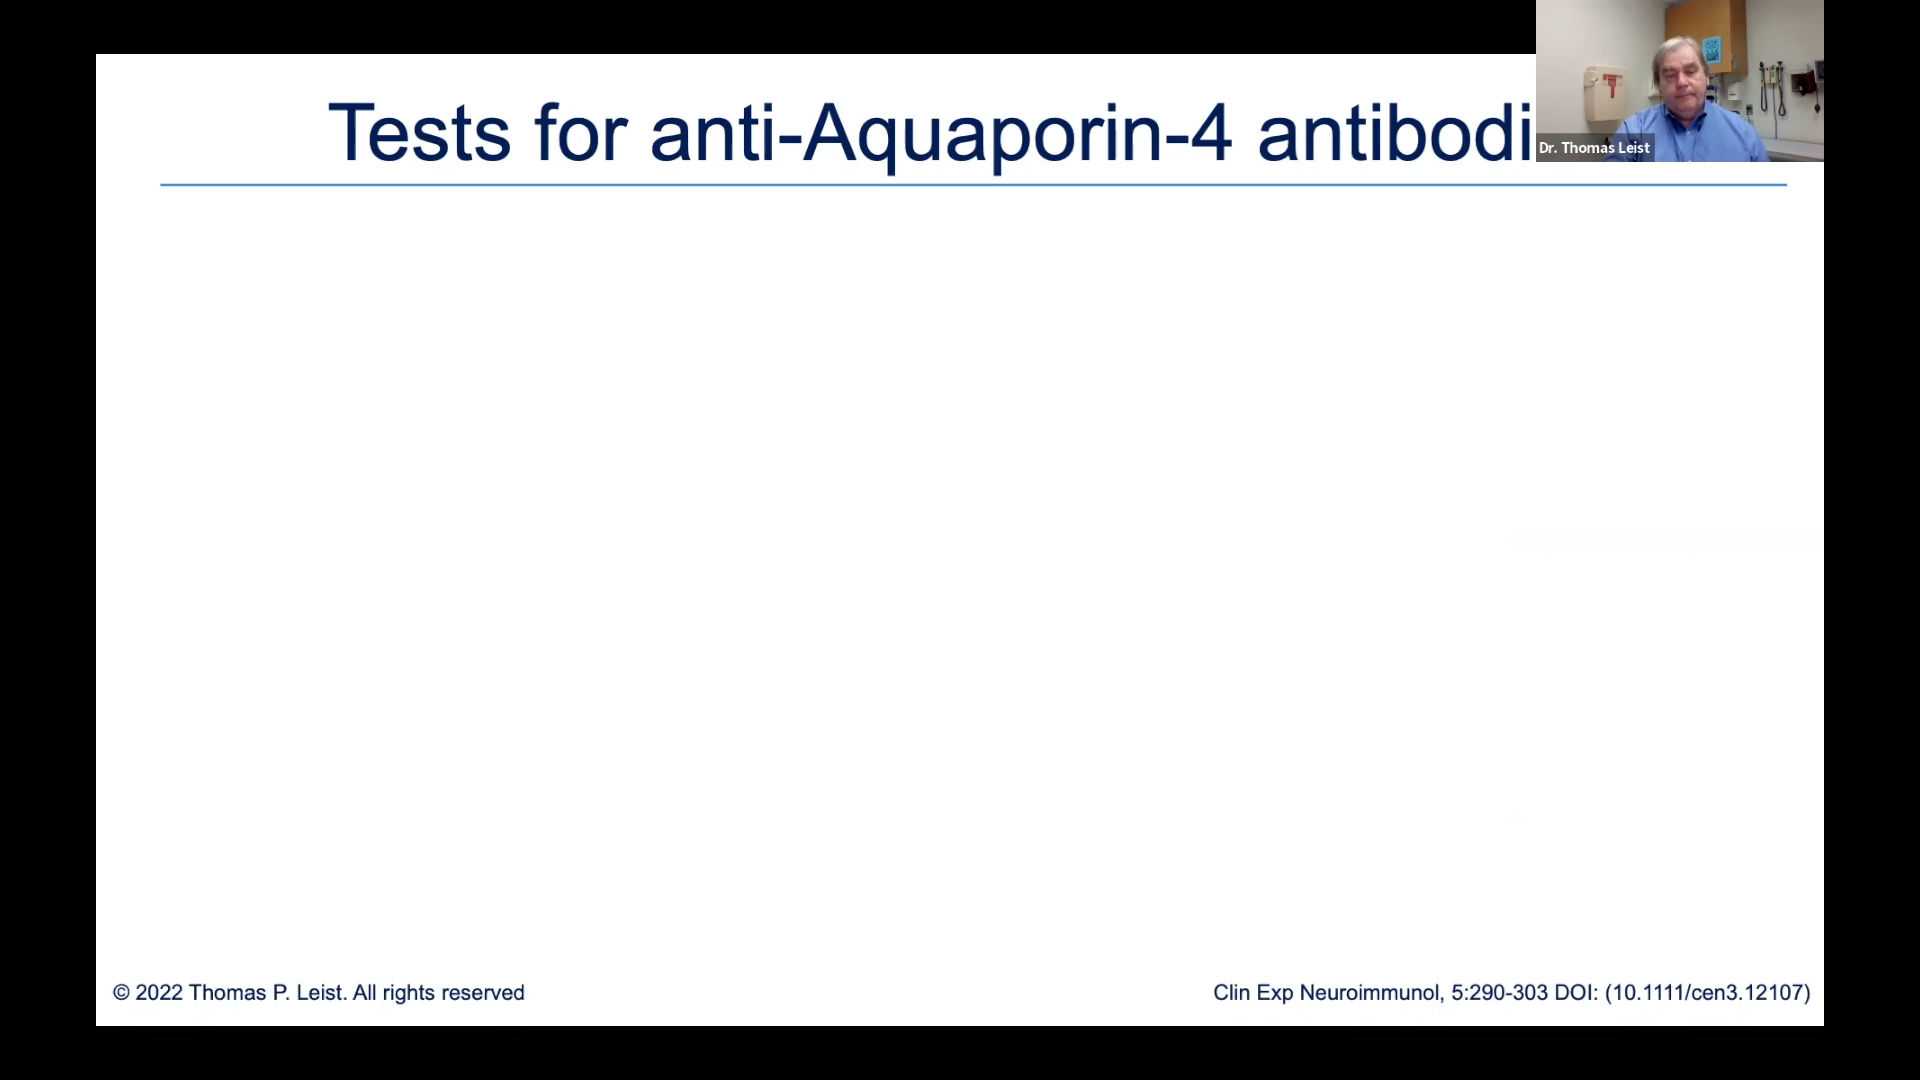 Tests for anti-Aquaporin-4 antibodi
Dr. Thomas Leist
© 2022 Thomas P. Leist. All rights reserved
Clin Exp Neuroimmunol, 5:290-303 DOI: (10.1111/cen3.12107)